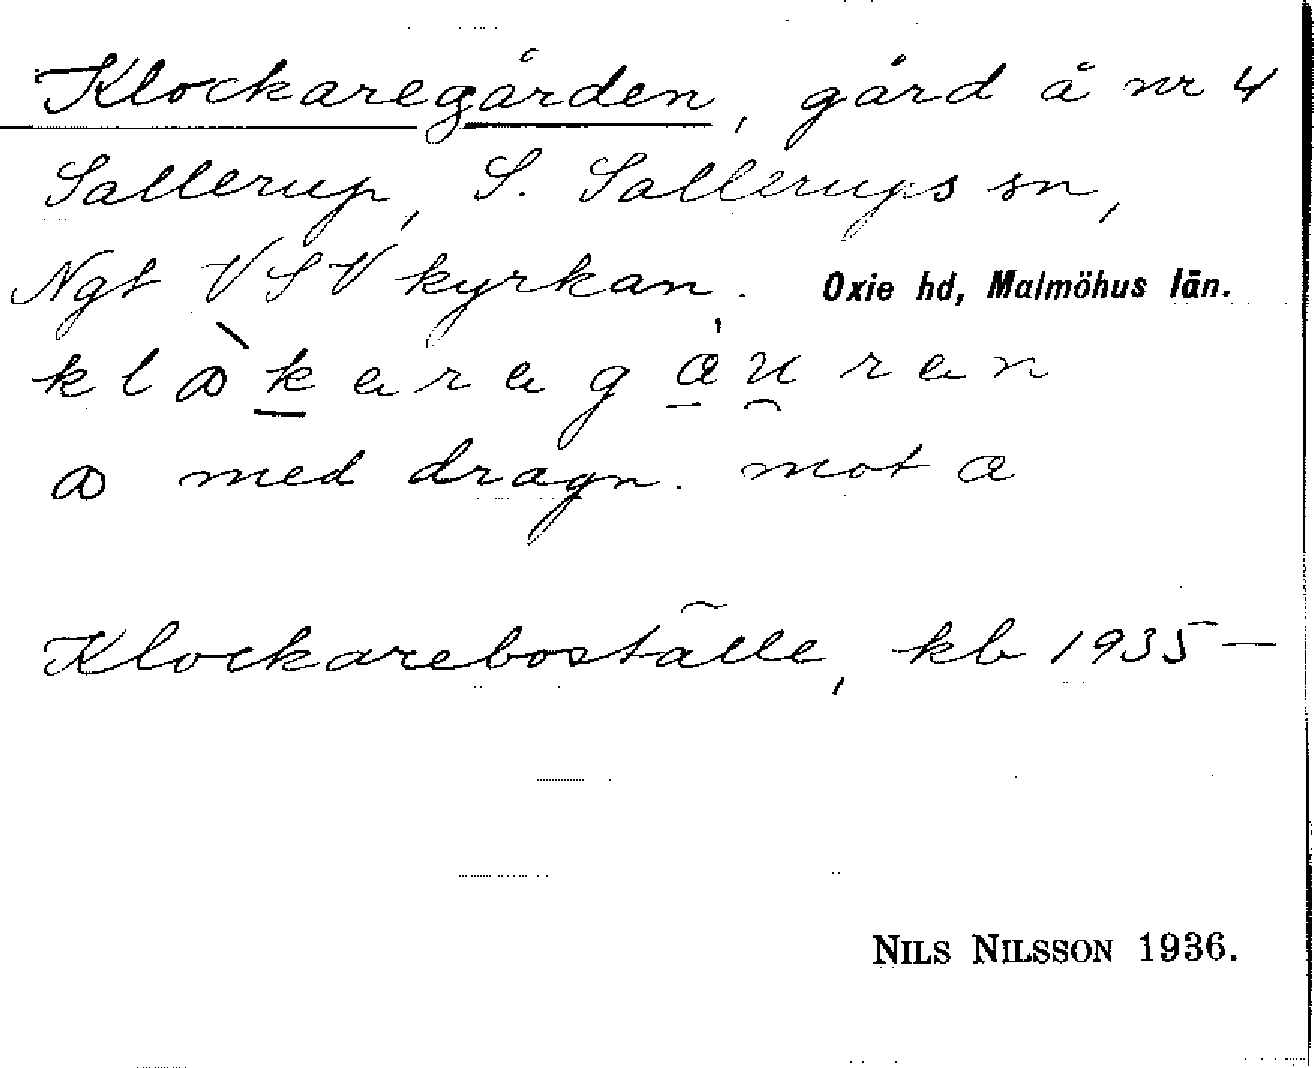 Klockaregården, gård å nr 4
Sallerup, S. Sallerups sn,
Ngt VSV kyrkan. Oxie hd, Malmöhus län.
med dragn. mot
Klockareboställe, kb 1935 —
NILS NILSSON 1936.